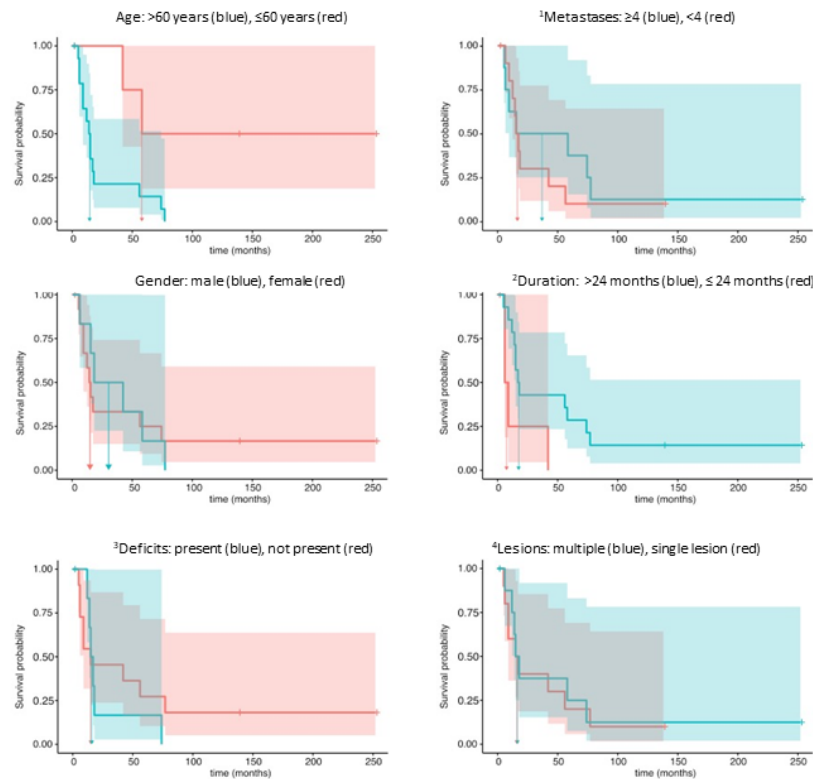 Age: >60 years (blue), ≤60 years (red)
Survival probability
1.00
0.75
0.50
0.25
0.00
0 50 100 150 200 250
time (months)
¹Metastases: ≥4 (blue), <4 (red)
Survival probability
1.00
0.75
0.50
0.25
0.00
0 50 100 150 200 250
time (months)
Gender: male (blue), female (red)
Survival probability
1.00
0.75
0.50
0.25
0.00
0 50 100 150 200 250
time (months)
²Duration: >24 months (blue), ≤ 24 months (red)
Survival probability
1.00
0.75
0.50
0.25
0.00
0 50 100 150 200 250
time (months)
³Deficits: present (blue), not present (red)
Survival probability
1.00
0.75
0.50
0.25
0.00
0 50 100 150 200 250
time (months)
⁴Lesions: multiple (blue), single lesion (red)
Survival probability
1.00
0.75
0.50
0.25
0.00
0 50 100 150 200 250
time (months)